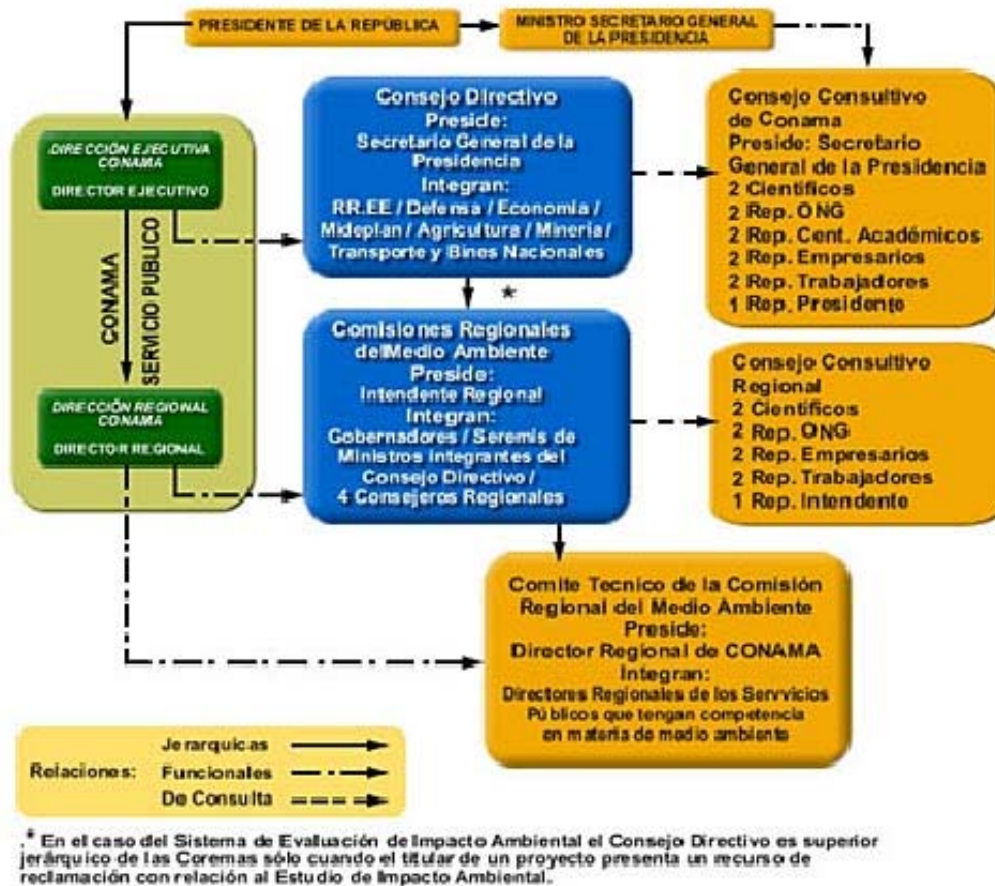 PRESIDENTE DE LA REPÚBLICA
MINISTRO SECRETARIO GENERAL
DE LA PRESIDENCIA
.DIRECCIÓN EJECUTIVA
CONAMA
DIRECTOR EJECUTIVO
CONAMA
SERVICIO PUBLICO
DIRECCIÓN REGIONAL
CONAMA
DIRECTOR REGIONAL
Consejo Directivo
Preside:
Secretario General de la
Presidencia
Integran:
RR.EE / Defensa / Economía /
Mideplan / Agricultura / Minería /
Transporte y Bines Nacionales
*
Comisiones Regionales
del Medio Ambiente
Preside:
Intendente Regional
Integran:
Gobernadores / Seremis de
Ministros Integrantes del
Consejo Directivo /
4 Consejeros Regionales
Consejo Consultivo
de Conama
Preside: Secretario
General de la Presidencia
2 Científicos
2 Rep. ONG
2 Rep. Cent. Académicos
2 Rep. Empresarios
2 Rep. Trabajadores
1 Rep. Presidente
Consejo Consultivo
Regional
2 Científicos
2 Rep. ONG
2 Rep. Empresarios
2 Rep. Trabajadores
1 Rep. Intendente
Comite Tecnico de la Comisión
Regional del Medio Ambiente
Preside:
Director Regional de CONAMA
Integran:
Directores Regionales de los Servvicios
Públicos que tengan competencia
en materia de medio ambiente
Relaciones:
Jerarquicas
Funcionales
De Consulta
.* En el caso del Sistema de Evaluación de Impacto Ambiental el Consejo Directivo es superior
jerárquico de las Coremas sólo cuando el titular de un proyecto presenta un recurso de
reclamación con relación al Estudio de Impacto Ambiental.